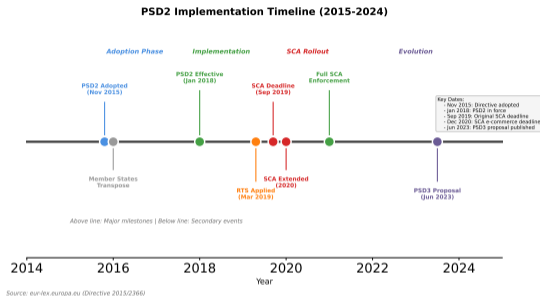 PSD2 Implementation Timeline (2015-2024)
Adoption Phase
Implementation
SCA Rollout
Evolution
PSD2 Effective
(Jan 2018)
Full SCA
Enforcement
PSD2 Adopted
(Nov 2015)
SCA Deadline
(Sep 2019)
Key Dates:
- Nov 2015: Directive adopted
- Jan 2018: PSD2 in force
- Sep 2019: Original SCA deadline
- Dec 2020: SCA e-commerce deadline
- Jun 2023: PSD3 proposal published
Member States
Transpose
SCA Extended
(2020)
RTS Applied
(Mar 2019)
PSD3 Proposal
(Jun 2023)
Above line: Major milestones | Below line: Secondary events
2014
2016
2018
2020
2022
2024
Year
Source: eur-lex.europa.eu (Directive 2015/2366)